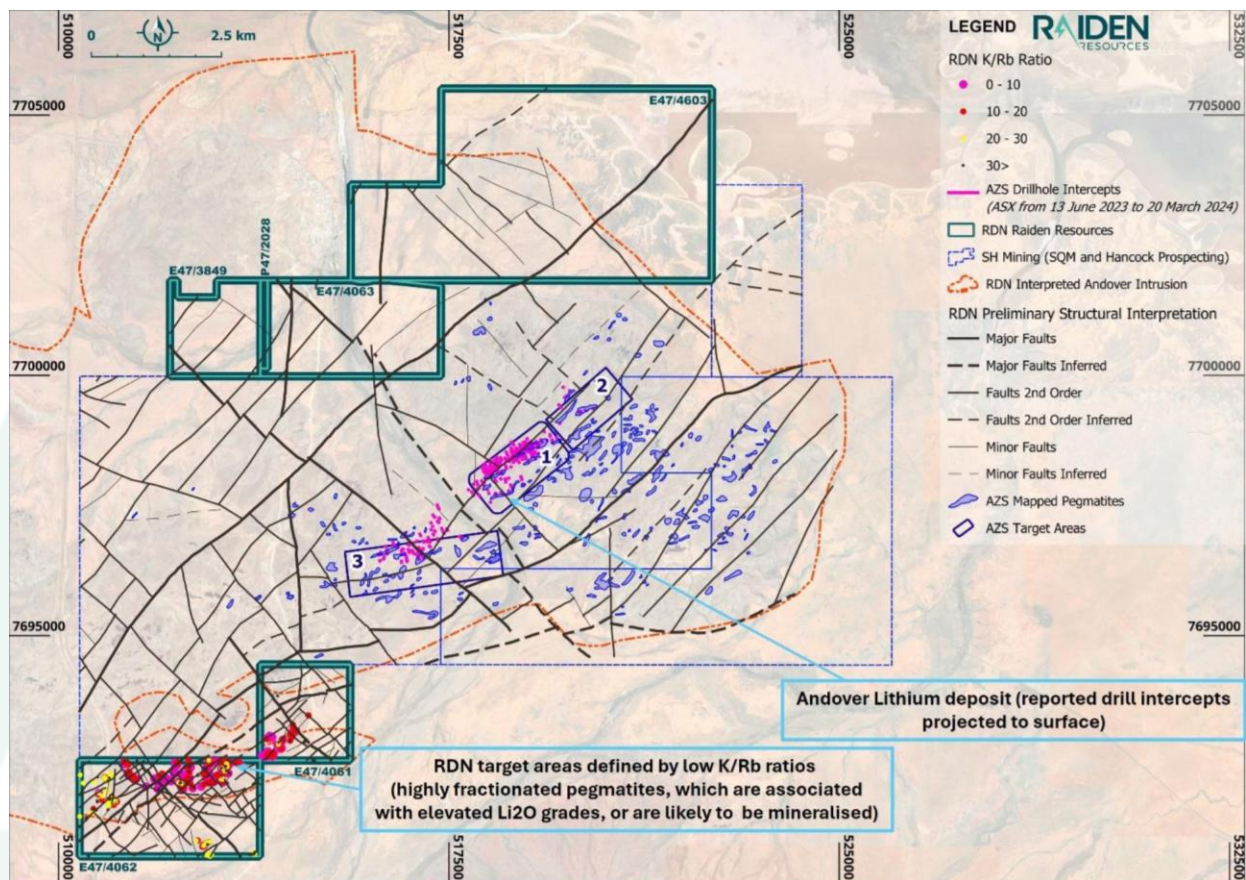 510000
517500
525000
532500
0
N
2.5 km
LEGEND
RAIDEN
RESOURCES
RDN K/Rb Ratio
0 - 10
10 - 20
20 - 30
30>
AZS Drillhole Intercepts
(ASX from 13 June 2023 to 20 March 2024)
RDN Raiden Resources
SH Mining (SQM and Hancock Prospecting)
RDN Interpreted Andover Intrusion
RDN Preliminary Structural Interpretation
Major Faults
Major Faults Inferred
Faults 2nd Order
Faults 2nd Order Inferred
Minor Faults
Minor Faults Inferred
AZS Mapped Pegmatites
AZS Target Areas
7705000
7705000
E47/4603
P47/2028
E47/3849
E47/4063
7700000
7700000
2
1
3
7695000
7695000
Andover Lithium deposit (reported drill intercepts
projected to surface)
E47/4061
RDN target areas defined by low K/Rb ratios
(highly fractionated pegmatites, which are associated
with elevated Li2O grades, or are likely to be mineralised)
E47/4062
510000
517500
525000
532500